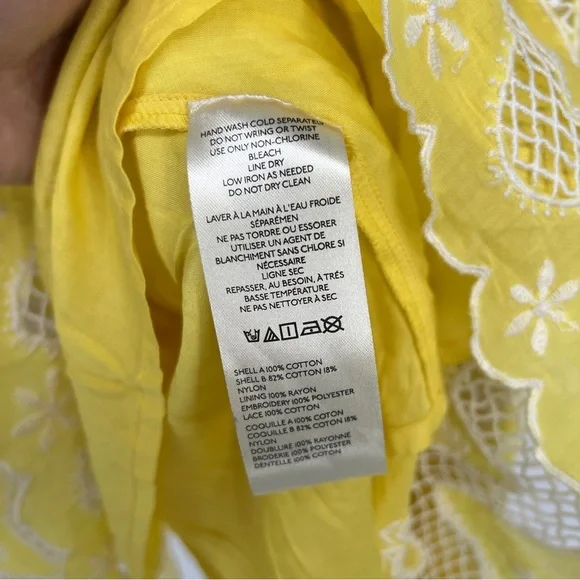 HAND WASH COLD SEPARATELY
DO NOT WRING OR TWIST
USE ONLY NON-CHLORINE
BLEACH
LINE DRY
LOW IRON AS NEEDED
DO NOT DRY CLEAN
LAVER À LA MAIN À L'EAU FROIDE
SÉPARÉMEN
NE PAS TORDRE OU ESSORER
UTILISER UN AGENT DE
BLANCHIMENT SANS CHLORE SI
NÉCESSAIRE
LIGNE SEC
REPASSER, AU BESOIN, À TRÉS
BASSE TEMPÉRATURE
NE PAS NETTOYER À SEC
SHELL A 100% COTTON
SHELL B 82% COTTON 18%
NYLON
LINING 100% RAYON
EMBROIDERY 100% POLYESTER
LACE 100% COTTON
COQUILLE A 100% COTTON
COQUILLE B 82% COTON 18%
NYLON
DOUBLURE 100% RAYONNE
BRODERIE 100% POLYESTER
DENTELLE 100% COTTON